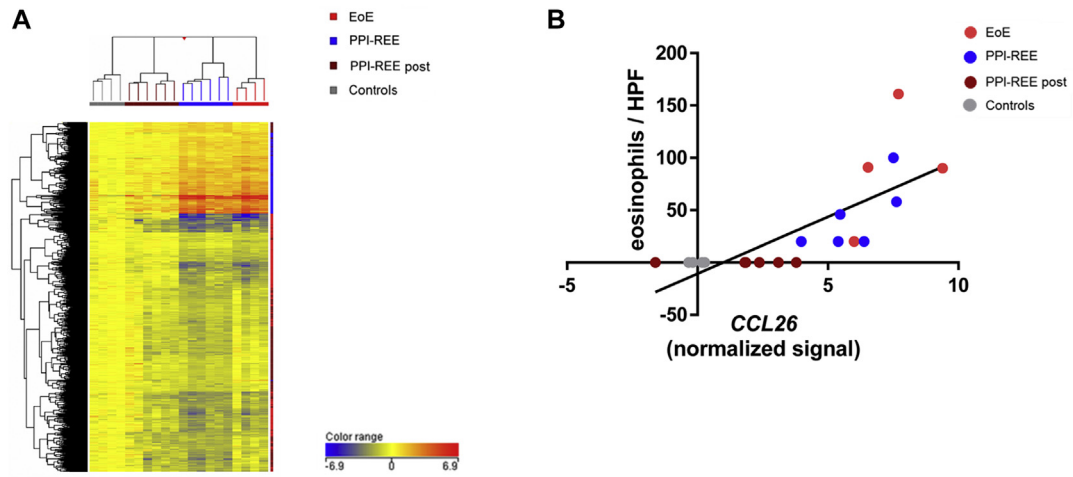 A
EoE
PPI-REE
PPI-REE post
Controls
Color range
-6.9 0 6.9
B
EoE
PPI-REE
PPI-REE post
Controls
eosinophils / HPF
200
150
100
50
-50
-5 5 10
CCL26
(normalized signal)